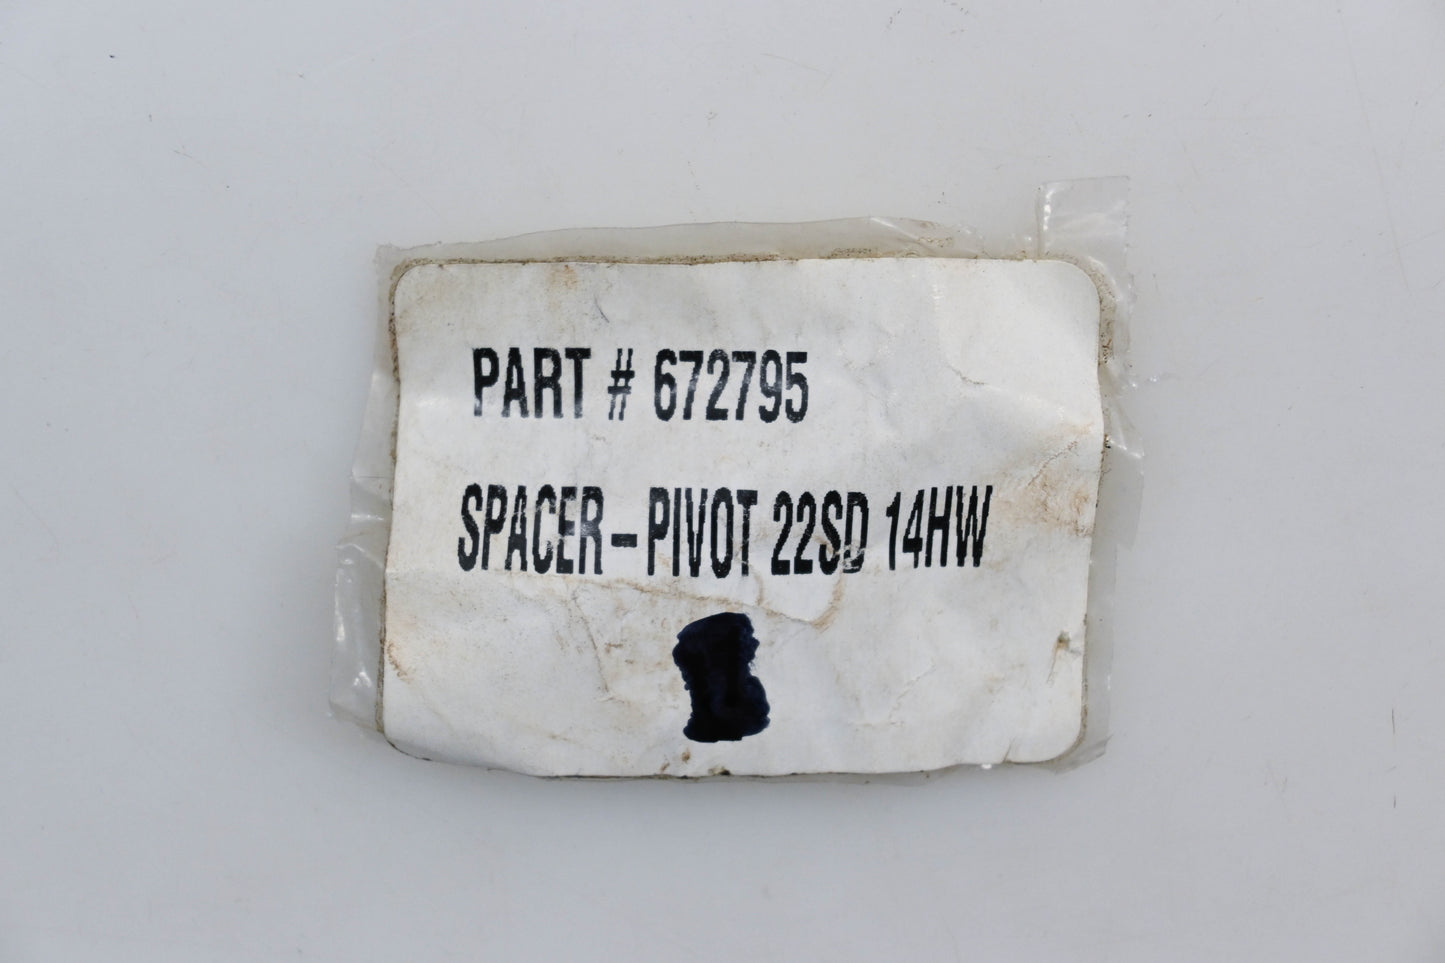 PART # 672795
SPACER-PIVOT 22SD 14HW